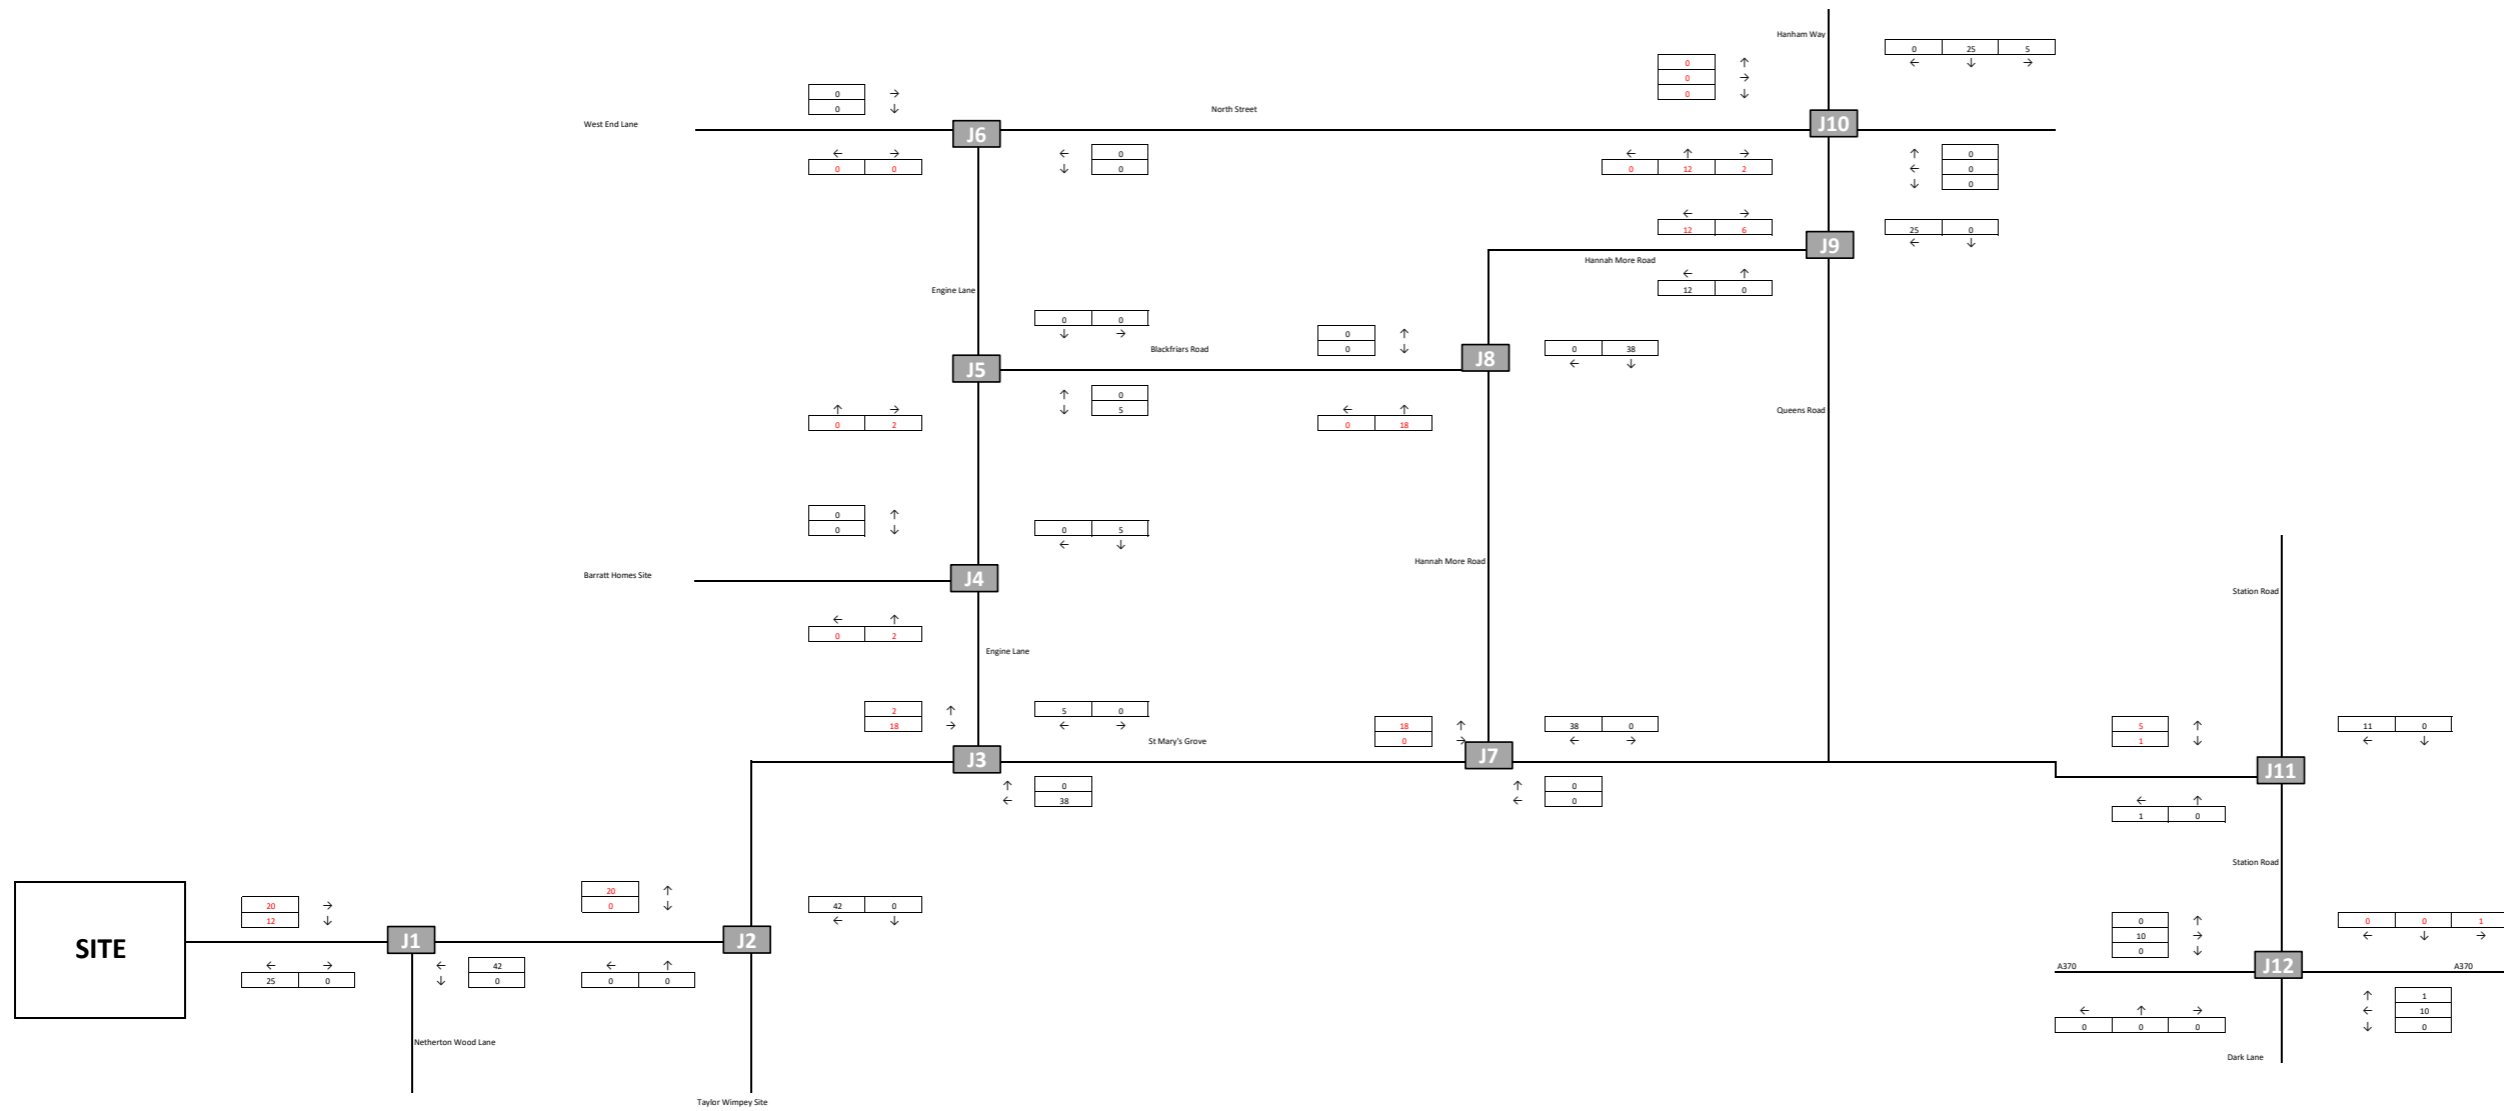 Hanham Way
0 25 5
← ↓ →
0 ↑
0 →
0 ↓
0 →
0 ↓
North Street
West End Lane
J6
J10
← →
0 0
← 0
↓ 0
← ↑ →
0 12 2
↑ 0
← 0
↓ 0
← →
12 6
25 0
← ↓
J9
Hannah More Road
← ↑
12 0
Engine Lane
0 0
↓ →
0 ↑
0 ↓
Blackfriars Road
0 38
← ↓
J5
J8
↑ 0
↓ 5
↑ →
0 2
← ↑
0 18
Queens Road
0 ↑
0 ↓
0 5
← ↓
Barratt Homes Site
J4
Hannah More Road
← ↑
0 2
Engine Lane
Station Road
2 ↑
18 →
5 0
← →
St Mary's Grove
18 ↑
0 →
38 0
← →
5 ↑
1 ↓
11 0
← ↓
J3
J7
J11
↑ 0
← 38
↑ 0
← 0
← ↑
1 0
Station Road
SITE
20 →
12 ↓
20 ↑
0 ↓
42 0
← ↓
J1
J2
← →
25 0
← 42
↓ 0
← ↑
0 0
0 ↑
10 →
0 ↓
0 0 1
← ↓ →
A370
J12
A370
← ↑ →
0 0 0
↑ 1
← 10
↓ 0
Netherton Wood Lane
Dark Lane
Taylor Wimpey Site